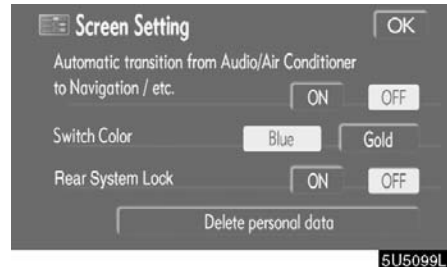 Screen Setting
OK
Automatic transition from Audio/Air Conditioner
to Navigation / etc.
ON OFF
Switch Color Blue Gold
Rear System Lock ON OFF
Delete personal data
5U5099L